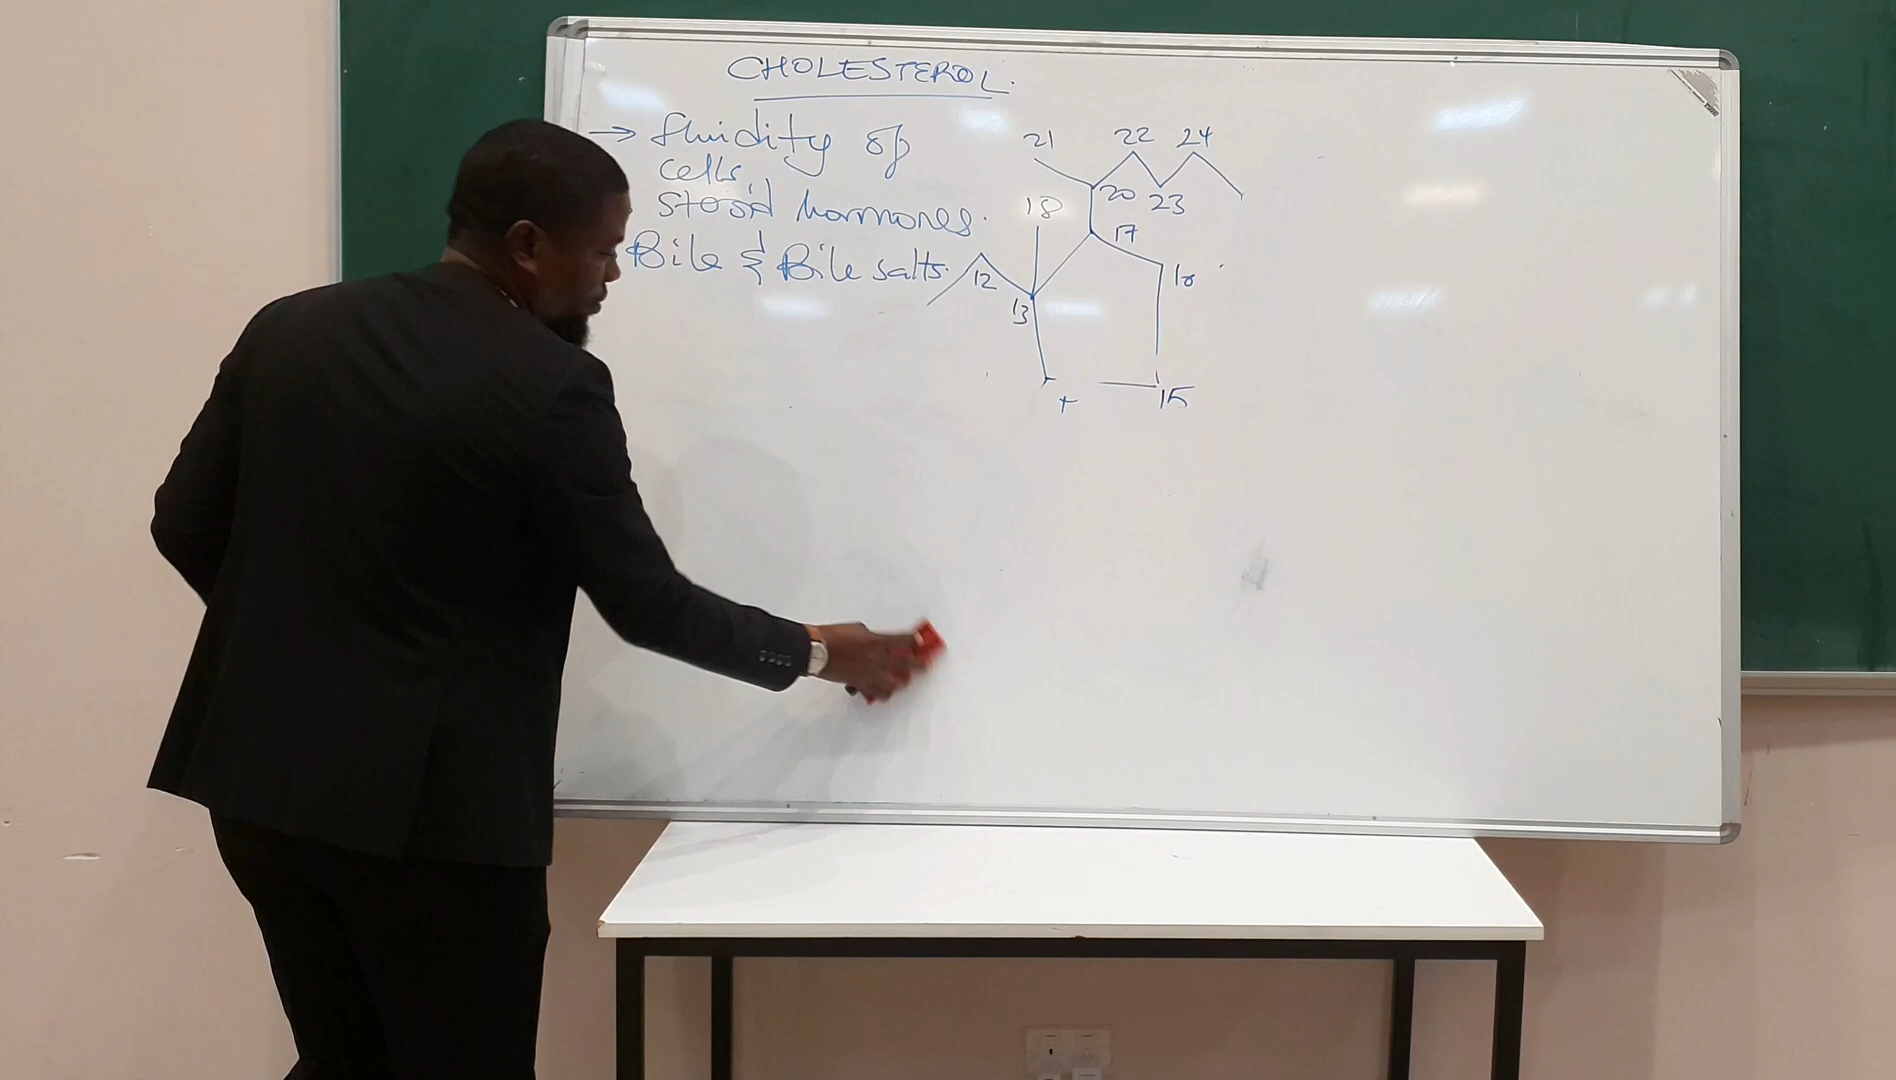 CHOLESTEROL.
→ fluidity of
cells,
steroid hormones.
Bile & Bile salts.
21 22 24
18 20 23
17
12 16
13
15